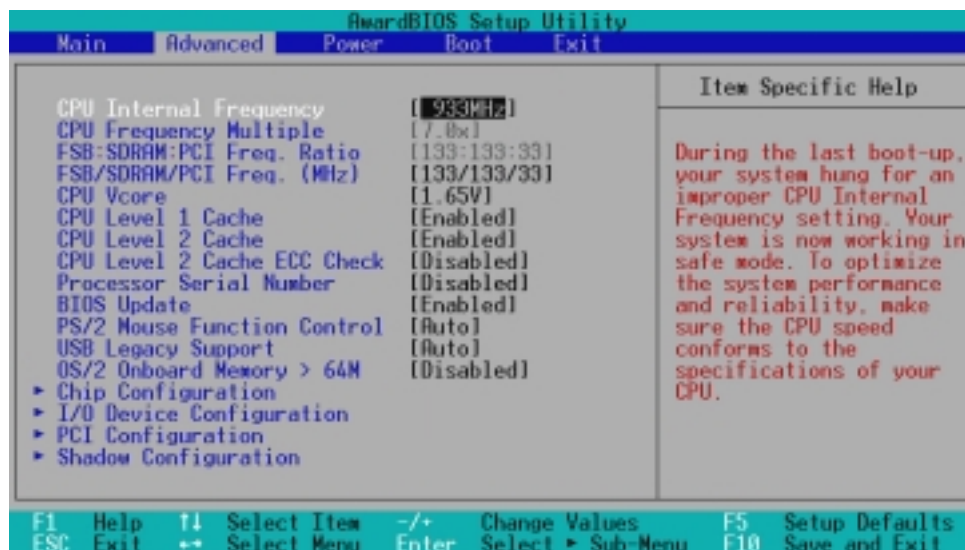 AwardBIOS Setup Utility
Main Advanced Power Boot Exit
Item Specific Help
CPU Internal Frequency [ 933MHz]
CPU Frequency Multiple [7.0x]
FSB:SDRAM:PCI Freq. Ratio [133:133:33]
FSB/SDRAM/PCI Freq. (MHz) [133/133/33]
CPU Vcore [1.65V]
CPU Level 1 Cache [Enabled]
CPU Level 2 Cache [Enabled]
CPU Level 2 Cache ECC Check [Disabled]
Processor Serial Number [Disabled]
BIOS Update [Enabled]
PS/2 Mouse Function Control [Auto]
USB Legacy Support [Auto]
OS/2 Onboard Memory > 64M [Disabled]
► Chip Configuration
► I/O Device Configuration
► PCI Configuration
► Shadow Configuration
During the last boot-up,
your system hung for an
improper CPU Internal
Frequency setting. Your
system is now working in
safe mode. To optimize
the system performance
and reliability, make
sure the CPU speed
conforms to the
specifications of your
CPU.
F1 Help ↑↓ Select Item -/+ Change Values F5 Setup Defaults
ESC Exit ↔ Select Menu Enter Select ► Sub-Menu F10 Save and Exit